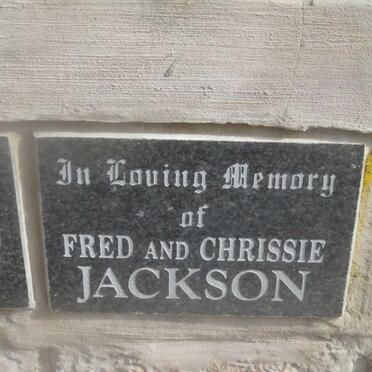 In Loving Memory
of
FRED AND CHRISSIE
JACKSON